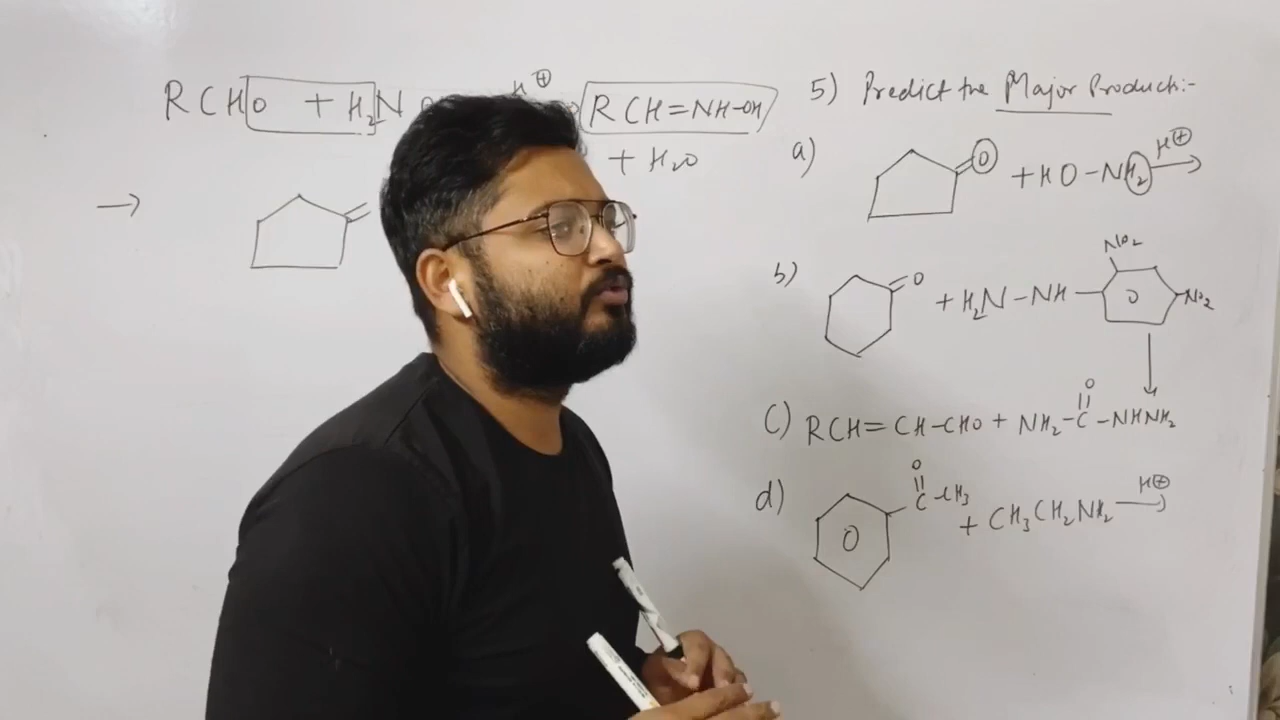 RCHO + H₂N H⊕ RCH=NH-OH
+ H₂O
→
5) Predict the Major Product:-
a) O + HO-NH₂ H⊕ →
b) O + H₂N-NH- NO₂ NO₂
c) RCH=CH-CHO + NH₂-C-NHNH₂ O
d) O C-CH₃ O + CH₃CH₂NH₂ H⊕ →